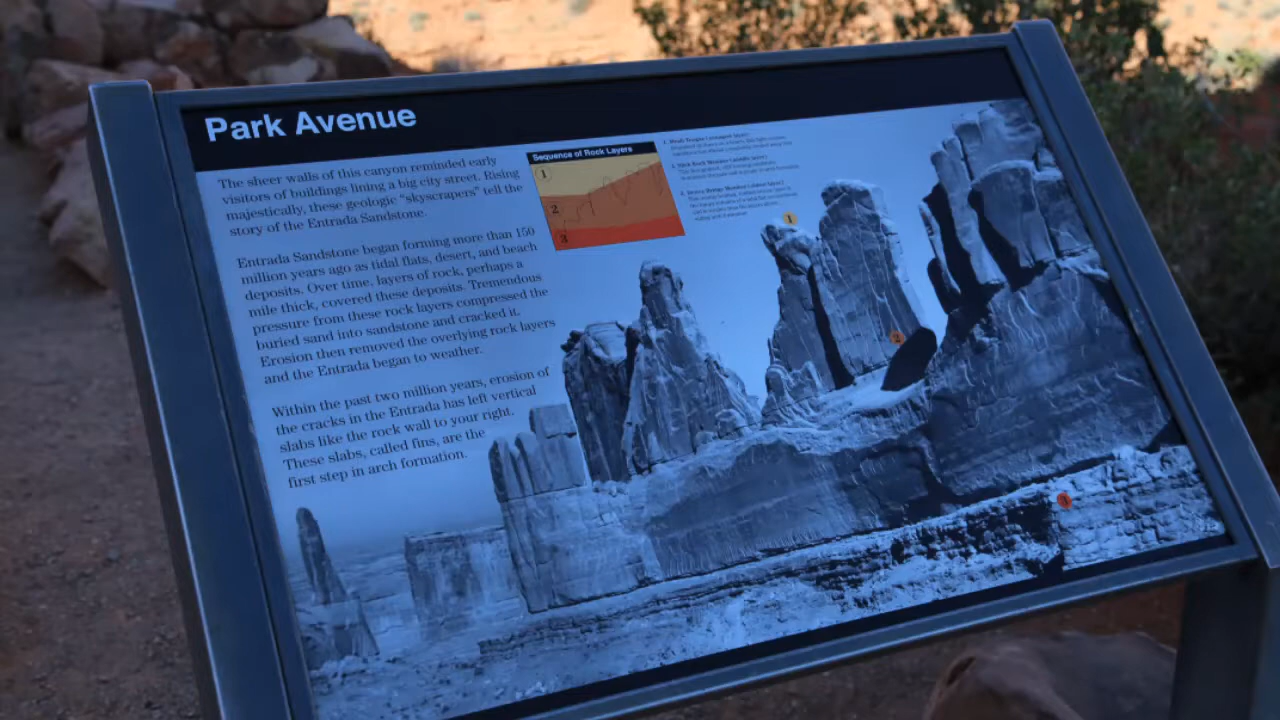 Park Avenue
The sheer walls of this canyon reminded early
visitors of buildings lining a big city street. Rising
majestically, these geologic “skyscrapers” tell the
story of the Entrada Sandstone.
Entrada Sandstone began forming more than 150
million years ago as tidal flats, desert, and beach
deposits. Over time, layers of rock, perhaps a
mile thick, covered these deposits. Tremendous
pressure from these rock layers compressed the
buried sand into sandstone and cracked it.
Erosion then removed the overlying rock layers
and the Entrada began to weather.
Within the past two million years, erosion of
the cracks in the Entrada has left vertical
slabs like the rock wall to your right.
These slabs, called fins, are the
first step in arch formation.
Sequence of Rock Layers
1
2
3
1
2
3